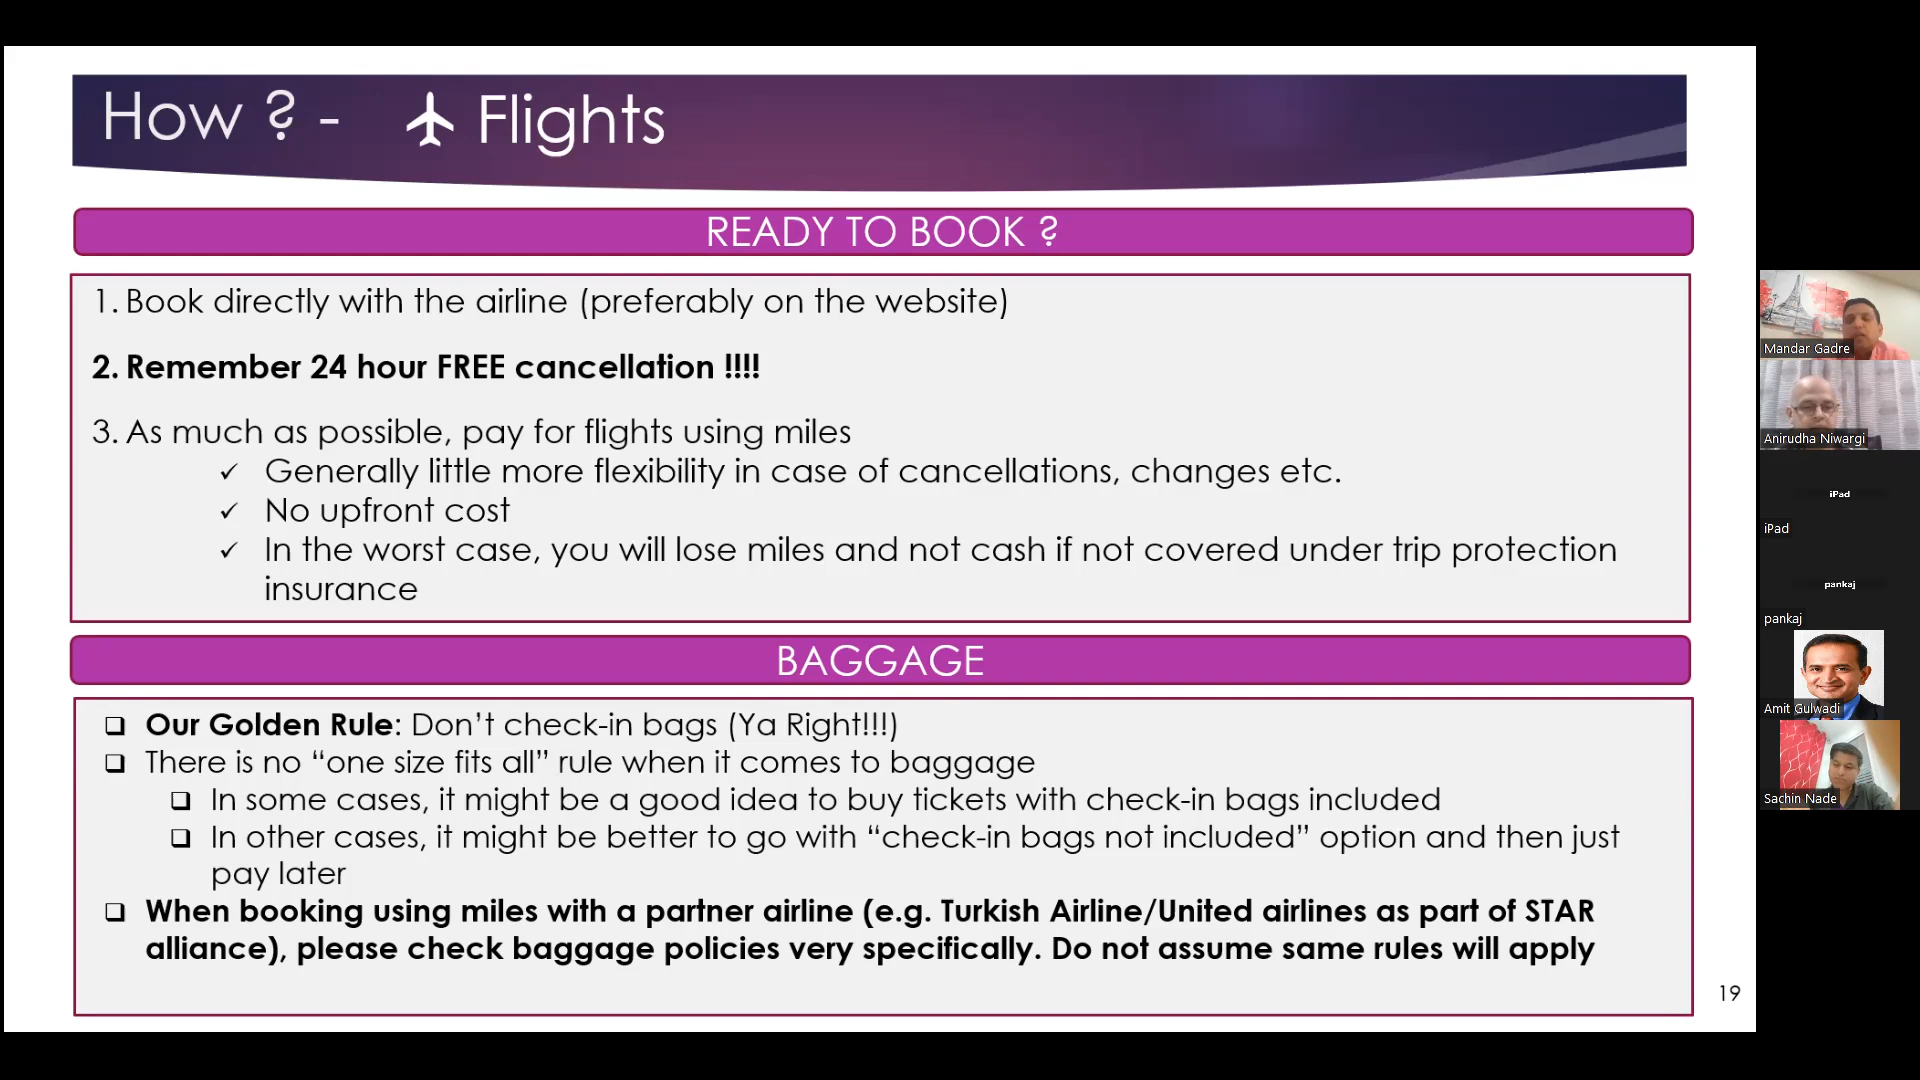 How ? - Flights
READY TO BOOK ?
1. Book directly with the airline (preferably on the website)
2. Remember 24 hour FREE cancellation !!!!
3. As much as possible, pay for flights using miles
✓ Generally little more flexibility in case of cancellations, changes etc.
✓ No upfront cost
✓ In the worst case, you will lose miles and not cash if not covered under trip protection
insurance
BAGGAGE
❑ Our Golden Rule: Don’t check-in bags (Ya Right!!!)
❑ There is no “one size fits all” rule when it comes to baggage
❑ In some cases, it might be a good idea to buy tickets with check-in bags included
❑ In other cases, it might be better to go with “check-in bags not included” option and then just
pay later
❑ When booking using miles with a partner airline (e.g. Turkish Airline/United airlines as part of STAR
alliance), please check baggage policies very specifically. Do not assume same rules will apply
19
Mandar Gadre
Anirudha Niwargi
iPad
iPad
pankaj
pankaj
Amit Gulwadi
Sachin Nade